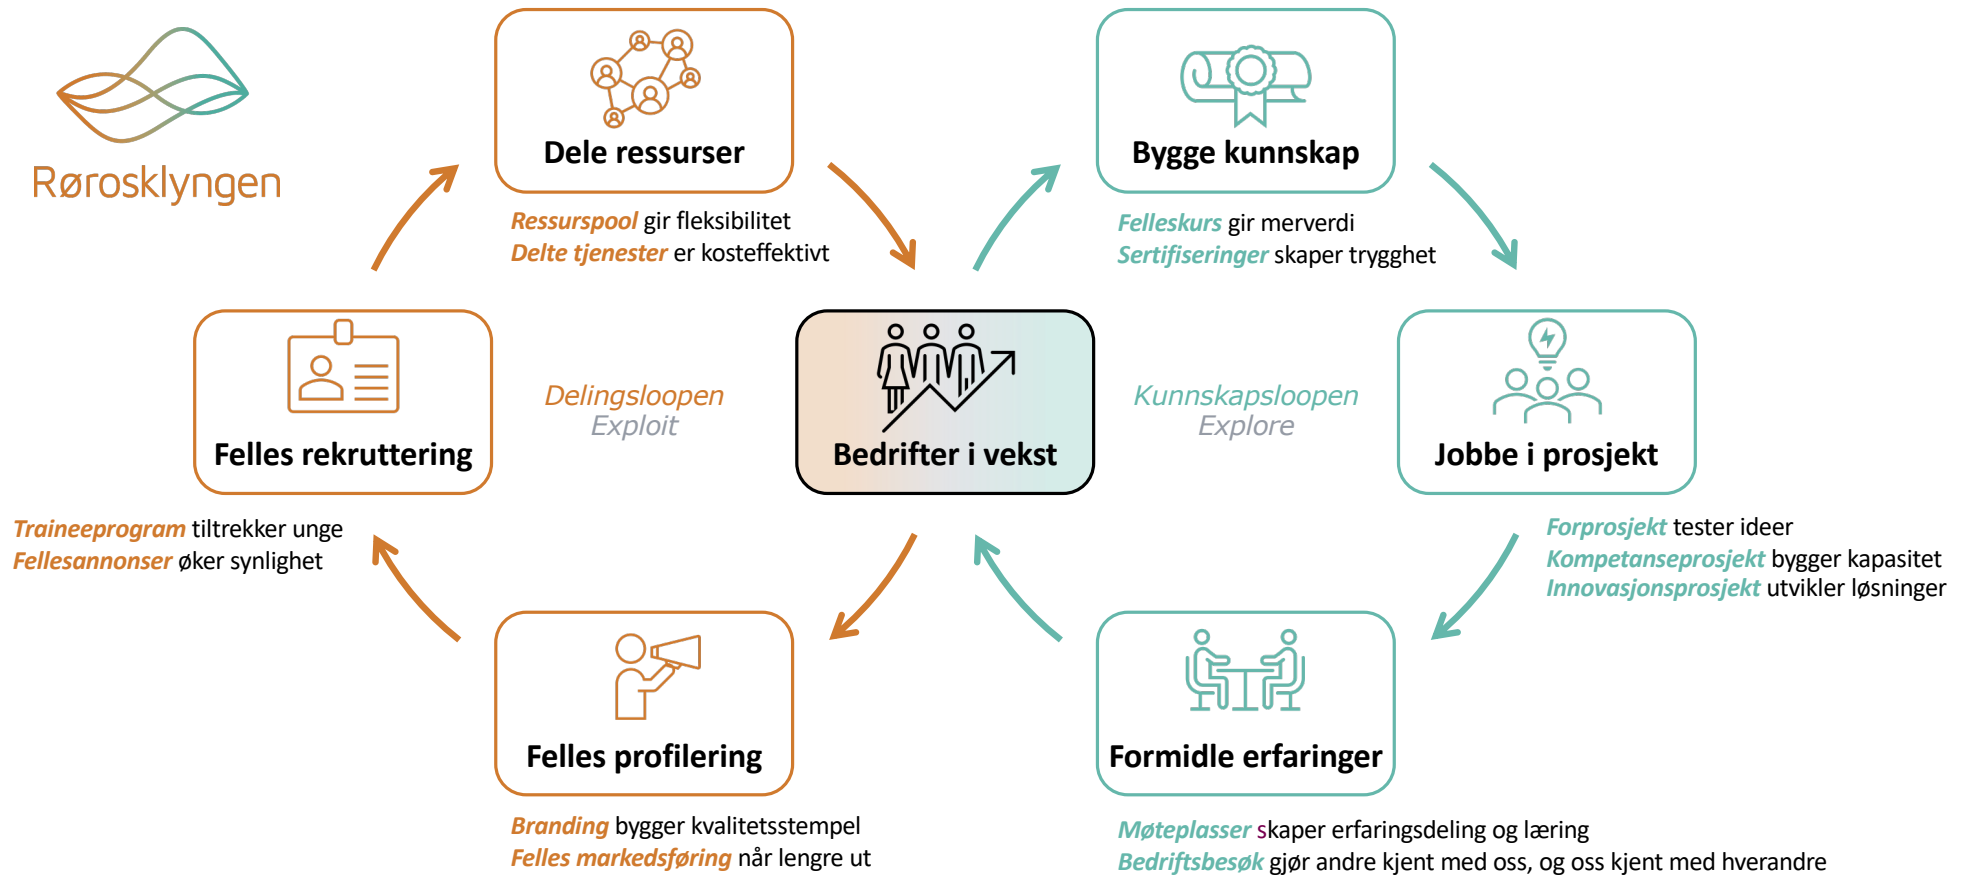 Rørosklyngen
Dele ressurser
Ressurspool gir fleksibilitet
Delte tjenester er kosteffektivt
Bygge kunnskap
Felleskurs gir merverdi
Sertifiseringer skaper trygghet
Felles rekruttering
Traineeprogram tiltrekker unge
Fellesannonser øker synlighet
Delingsloopen
Exploit
Bedrifter i vekst
Kunnskapsloopen
Explore
Jobbe i prosjekt
Forprosjekt tester ideer
Kompetanseprosjekt bygger kapasitet
Innovasjonsprosjekt utvikler løsninger
Felles profilering
Branding bygger kvalitetsstempel
Felles markedsføring når lengre ut
Formidle erfaringer
Møteplasser skaper erfaringsdeling og læring
Bedriftsbesøk gjør andre kjent med oss, og oss kjent med hverandre